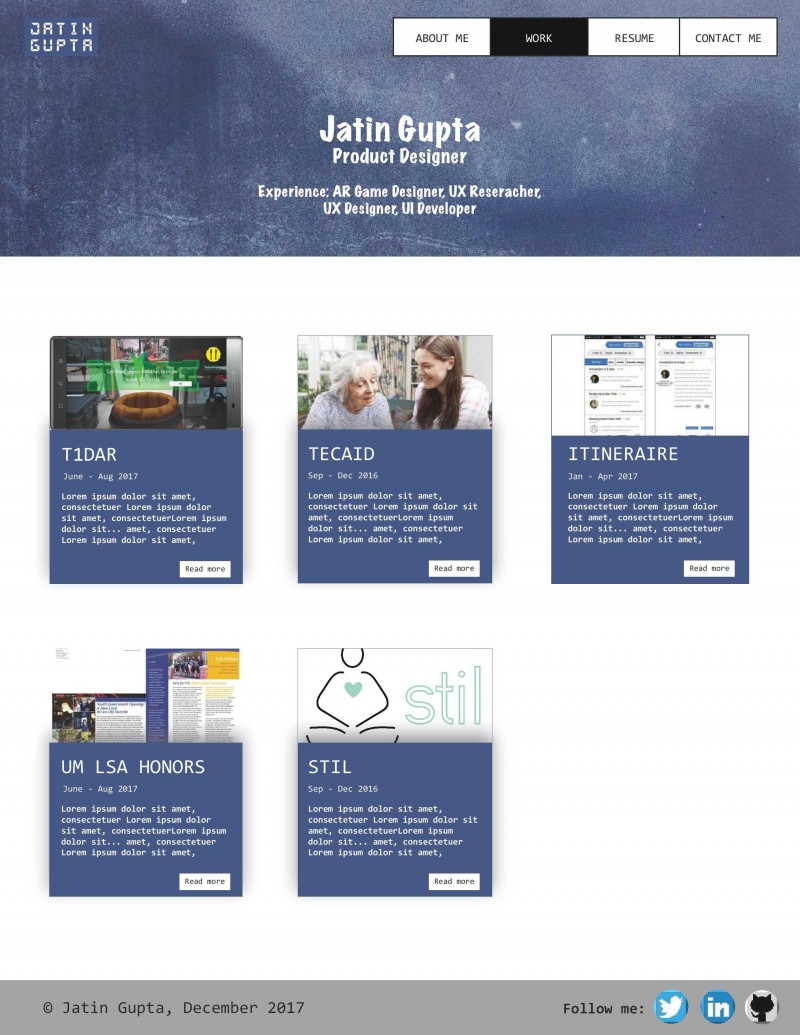 JATIN
GUPTA
ABOUT ME
WORK
RESUME
CONTACT ME
Jatin Gupta
Product Designer
Experience: AR Game Designer, UX Reseracher,
UX Designer, UI Developer
T1DAR
June - Aug 2017
Lorem ipsum dolor sit amet,
consectetuer Lorem ipsum dolor
sit amet, consectetuerLorem ipsum
dolor sit... amet, consectetuer
Lorem ipsum dolor sit amet,
Read more
TECAID
Sep - Dec 2016
Lorem ipsum dolor sit amet,
consectetuer Lorem ipsum dolor sit
amet, consectetuerLorem ipsum
dolor sit... amet, consectetuer
Lorem ipsum dolor sit amet,
Read more
ITINERAIRE
Jan - Apr 2017
Lorem ipsum dolor sit amet,
consectetuer Lorem ipsum dolor
sit amet, consectetuerLorem ipsum
dolor sit... amet, consectetuer
Lorem ipsum dolor sit amet,
Read more
UM LSA HONORS
June - Aug 2017
Lorem ipsum dolor sit amet,
consectetuer Lorem ipsum dolor
sit amet, consectetuerLorem ipsum
dolor sit... amet, consectetuer
Lorem ipsum dolor sit amet,
Read more
stil
STIL
Sep - Dec 2016
Lorem ipsum dolor sit amet,
consectetuer Lorem ipsum dolor sit
amet, consectetuerLorem ipsum
dolor sit... amet, consectetuer
Lorem ipsum dolor sit amet,
Read more
© Jatin Gupta, December 2017
Follow me:
in